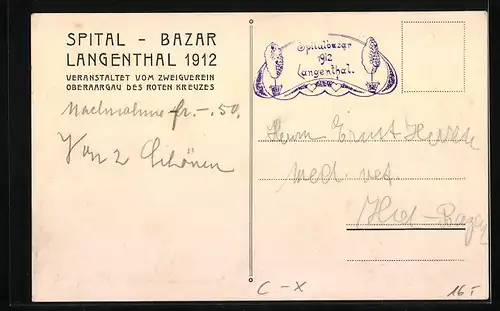 SPITAL - BAZAR
LANGENTHAL 1912
VERANSTALTET VOM ZWEIGVEREIN
OBERAARGAU DES ROTEN KREUZES
Nachnahme fr. -.50.
Von 2 Schönen
Spitalbazar
1912
Langenthal.
Herrn Ernst
med. vet.
C - X
16.